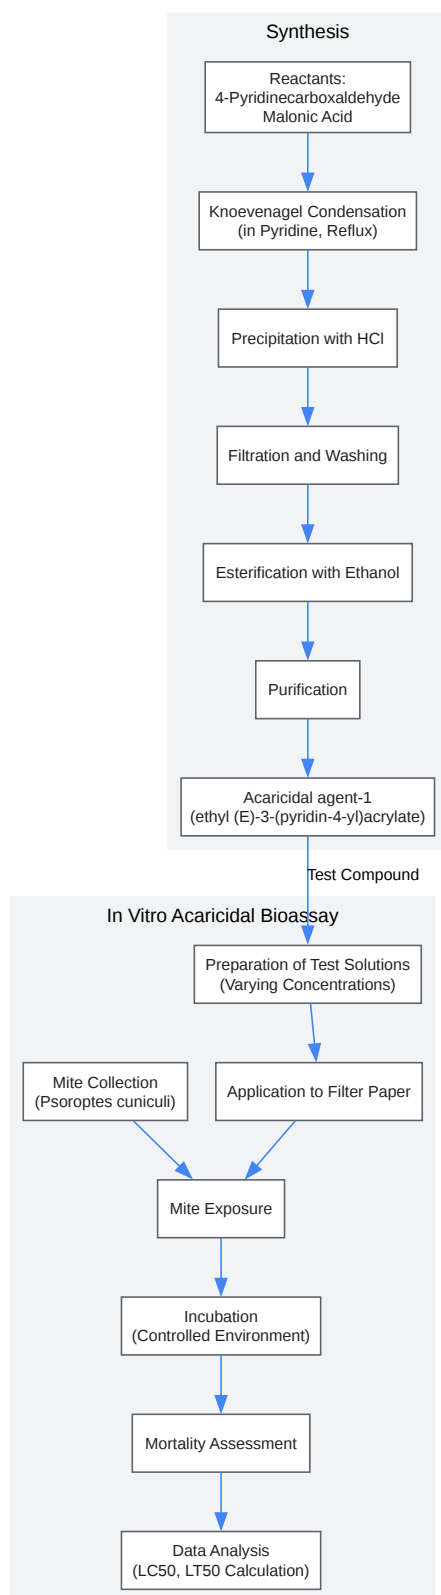 Synthesis
Reactants:
4-Pyridinecarboxaldehyde
Malonic Acid
Knoevenagel Condensation
(in Pyridine, Reflux)
Precipitation with HCl
Filtration and Washing
Esterification with Ethanol
Purification
Acaricidal agent-1
(ethyl (E)-3-(pyridin-4-yl)acrylate)
Test Compound
In Vitro Acaricidal Bioassay
Preparation of Test Solutions
(Varying Concentrations)
Mite Collection
(Psoroptes cuniculi)
Application to Filter Paper
Mite Exposure
Incubation
(Controlled Environment)
Mortality Assessment
Data Analysis
(LC50, LT50 Calculation)